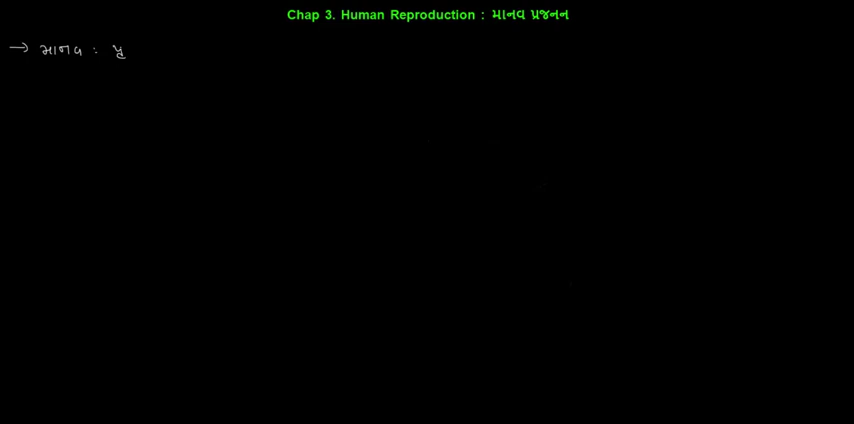 Chap 3. Human Reproduction : માનવ પ્રજનન
→ માનવ : પૃ